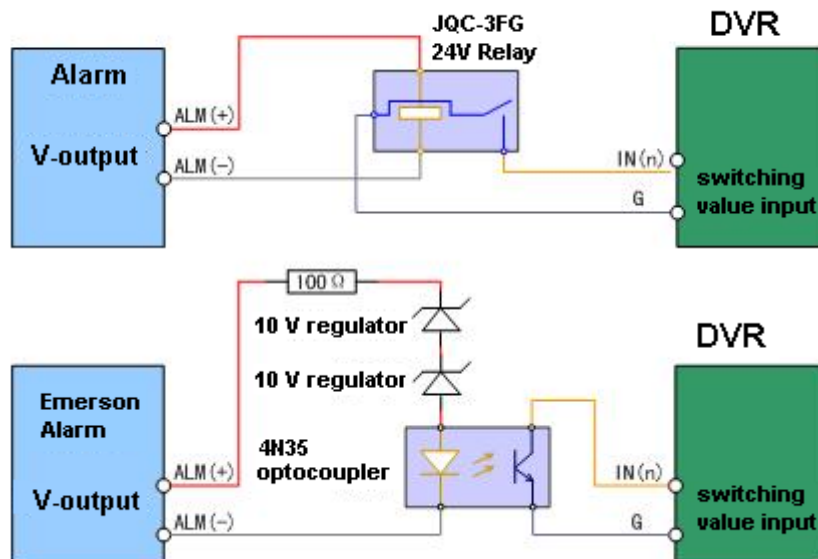 JQC-3FG
24V Relay
DVR
Alarm
V-output
ALM(+)
ALM(-)
IN(n)
G
switching
value input
100Ω
10 V regulator
10 V regulator
DVR
Emerson
Alarm
V-output
ALM(+)
ALM(-)
4N35
optocoupler
IN(n)
G
switching
value input